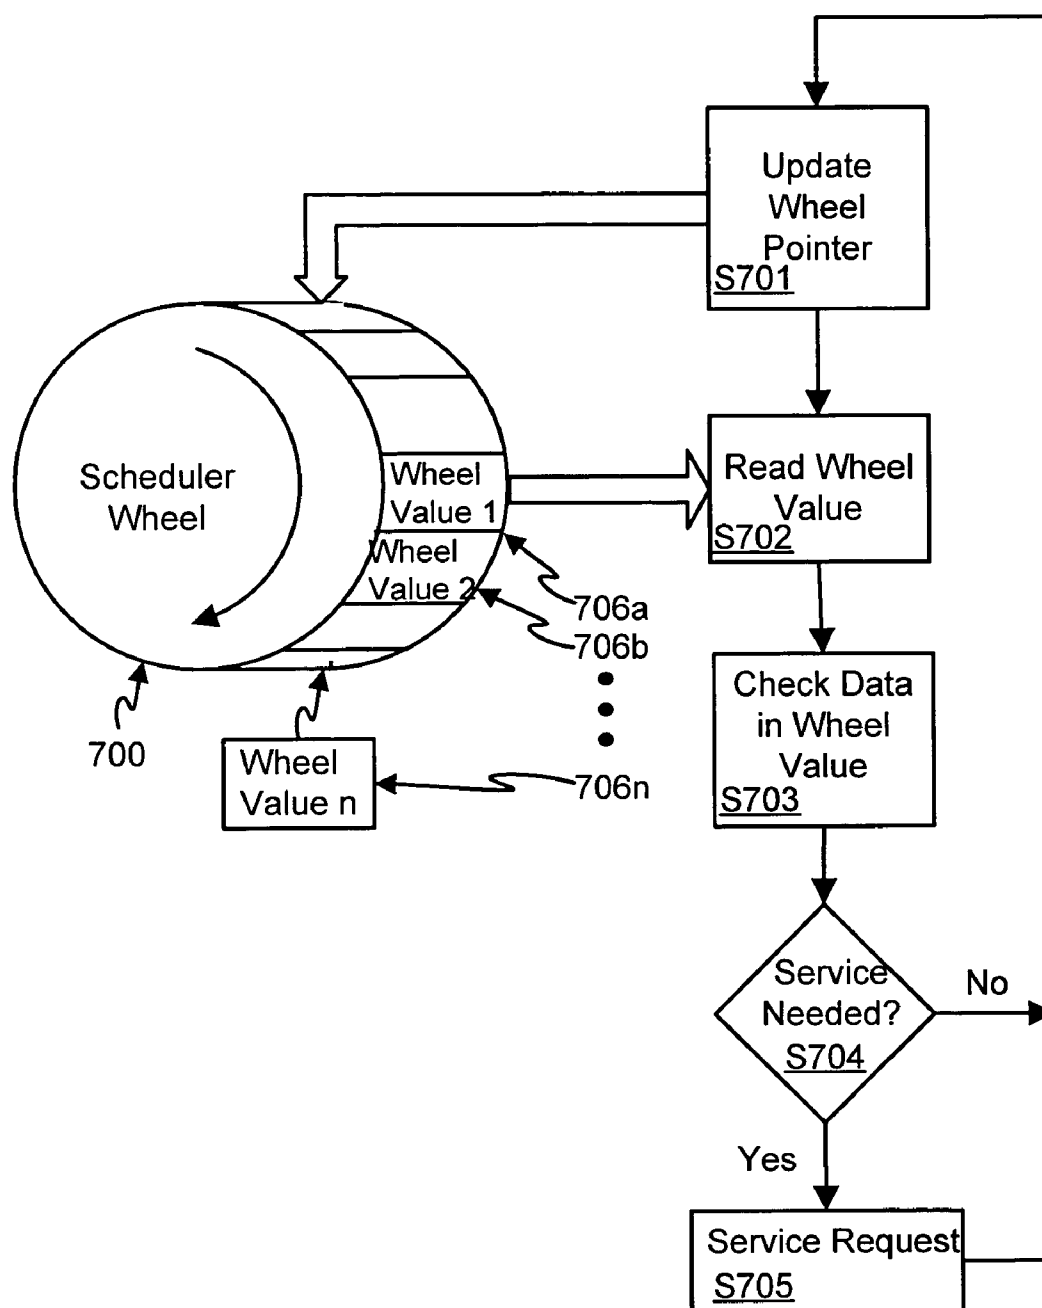 Update
Wheel
Pointer
S701
Scheduler
Wheel
Wheel
Value 1
Wheel
Value 2
Read Wheel
Value
S702
706a
706b
700
Wheel
Value n
706n
Check Data
in Wheel
Value
S703
Service
Needed?
S704
No
Yes
Service Request
S705